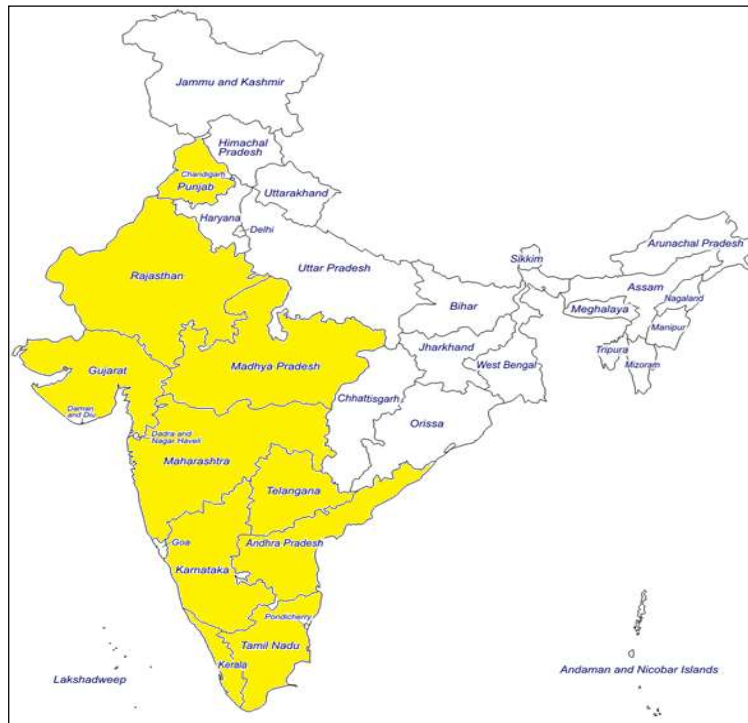 Jammu and Kashmir
Himachal
Pradesh
Chandigarh
Punjab
Uttarakhand
Haryana
Delhi
Rajasthan
Uttar Pradesh
Sikkim
Arunachal Pradesh
Assam
Nagaland
Bihar
Meghalaya
Manipur
Jharkhand
Tripura
Mizoram
West Bengal
Gujarat
Madhya Pradesh
Chhattisgarh
Orissa
Daman
and Diu
Dadra and
Nagar Haveli
Maharashtra
Telangana
Goa
Andhra Pradesh
Karnataka
Pondicherry
Tamil Nadu
Kerala
Lakshadweep
Andaman and Nicobar Islands